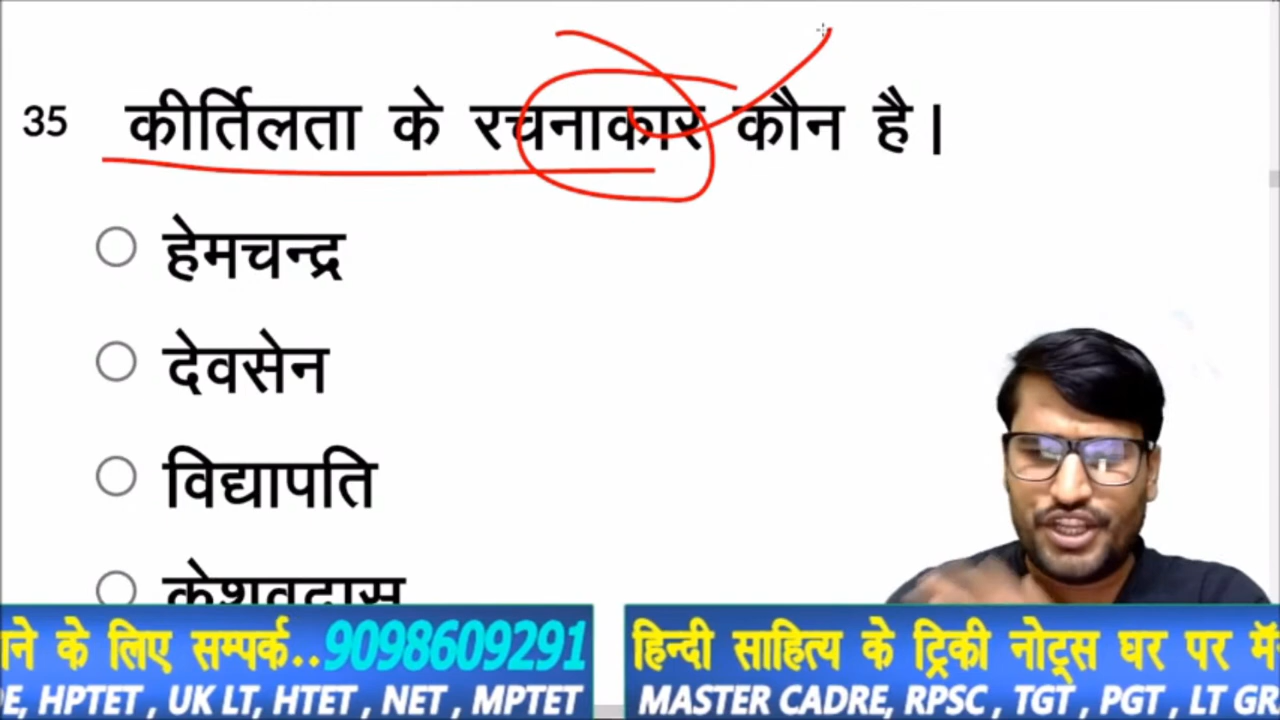 35 कीर्तिलता के रचनाकार कौन है|
हेमचन्द्र
देवसेन
विद्यापति
केशवदास
ने के लिए सम्पर्क..9098609291
E, HPTET , UK LT, HTET , NET , MPTET
हिन्दी साहित्य के ट्रिकी नोट्स घर पर मँ
MASTER CADRE, RPSC , TGT , PGT , LT GR